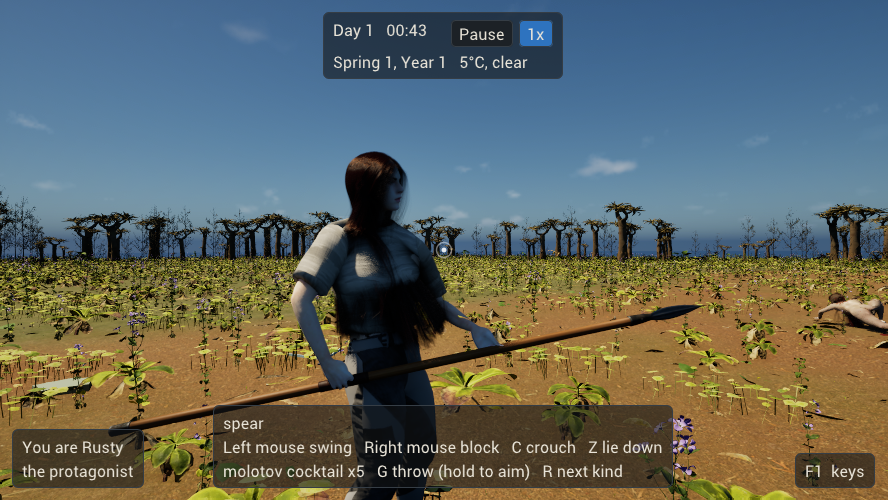 Day 1 00:43 Pause 1x
Spring 1, Year 1 5°C, clear
spear
Left mouse swing Right mouse block C crouch Z lie down
molotov cocktail x5 G throw (hold to aim) R next kind
You are Rusty
the protagonist
F1 keys